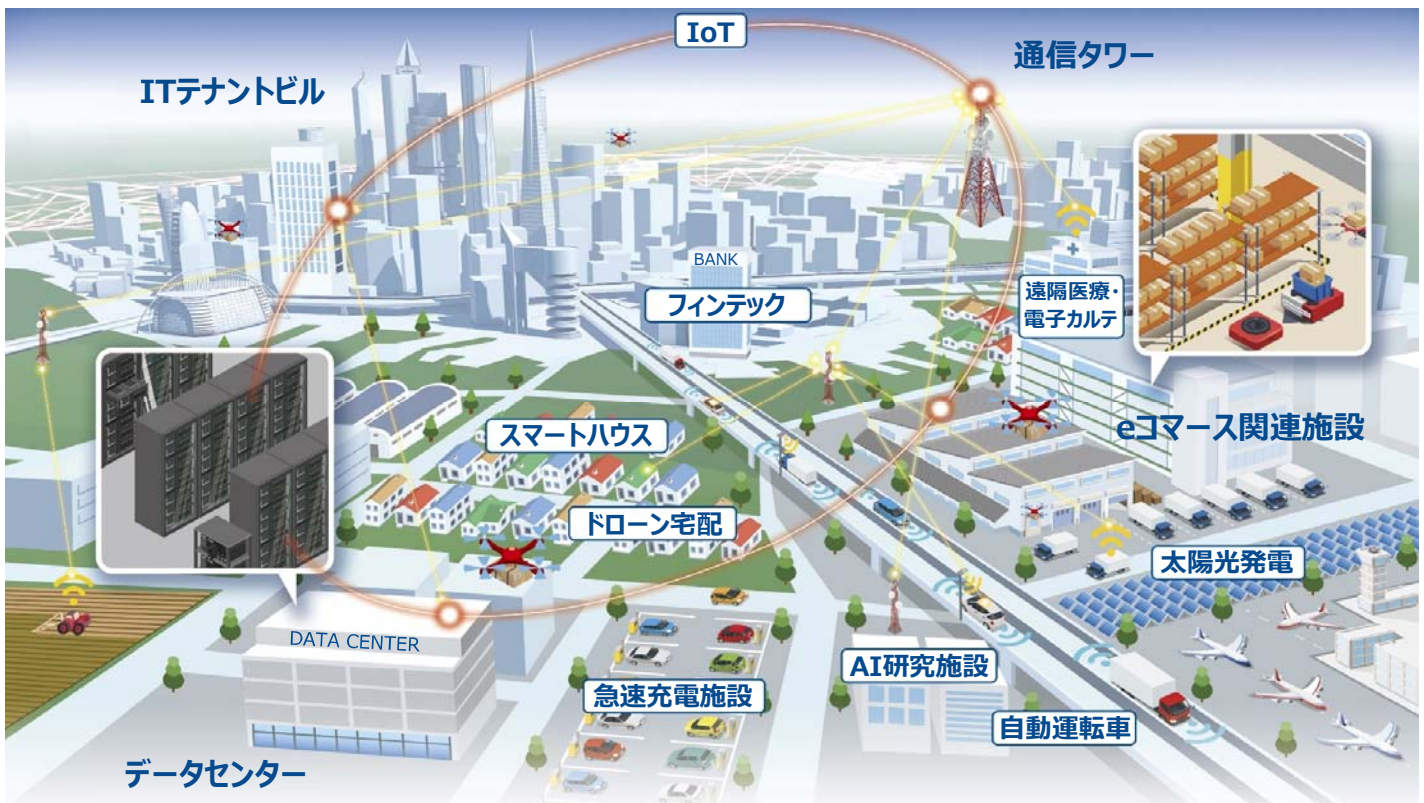 IoT
通信タワー
ITテナントビル
BANK
フィンテック
遠隔医療・
電子カルテ
eコマース関連施設
スマートハウス
ドローン宅配
太陽光発電
DATA CENTER
AI研究施設
急速充電施設
自動運転車
データセンター